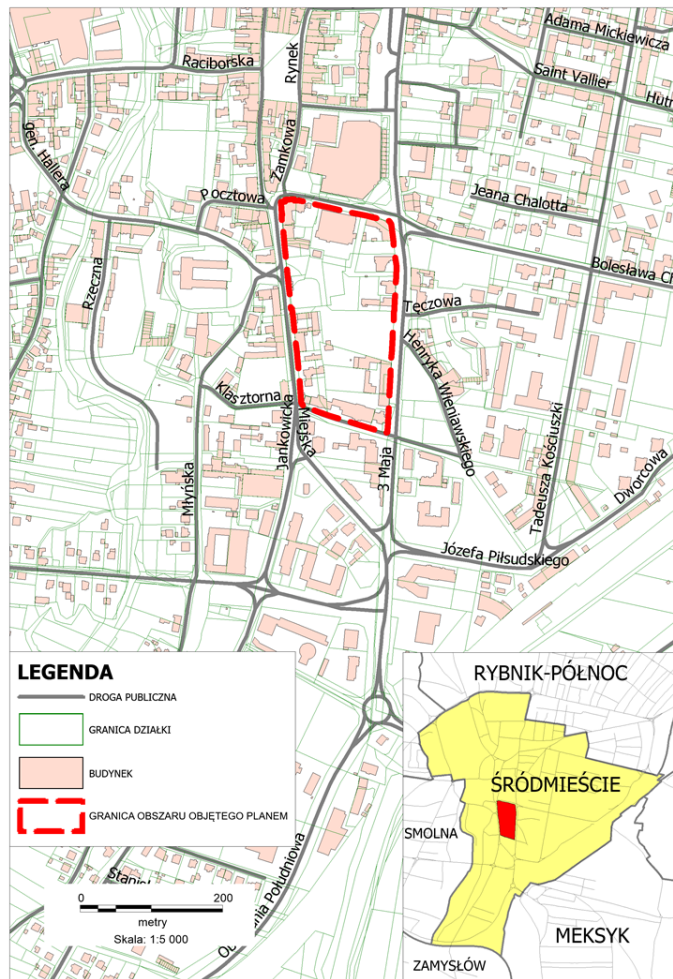 Adama Mickiewicza
Raciborska
Rynek
Saint Vallier
gen. Hallera
Zamkowa
Pocztowa
Jeana Chalotta
Rzeczna
Bolesława
Tęczowa
Henryka Wieniawskiego
Klasztorna
Jankowicka
Miejska
Młyńska
3 Maja
Tadeusza Kościuszki
Dworcowa
Józefa Piłsudskiego
LEGENDA
DROGA PUBLICZNA
GRANICA DZIAŁKI
BUDYNEK
GRANICA OBSZARU OBJĘTEGO PLANEM
0 200
metry
Skala: 1:5 000
Południowa
RYBNIK-PÓŁNOC
ŚRÓDMIEŚCIE
SMOLNA
MEKSYK
ZAMYSŁÓW